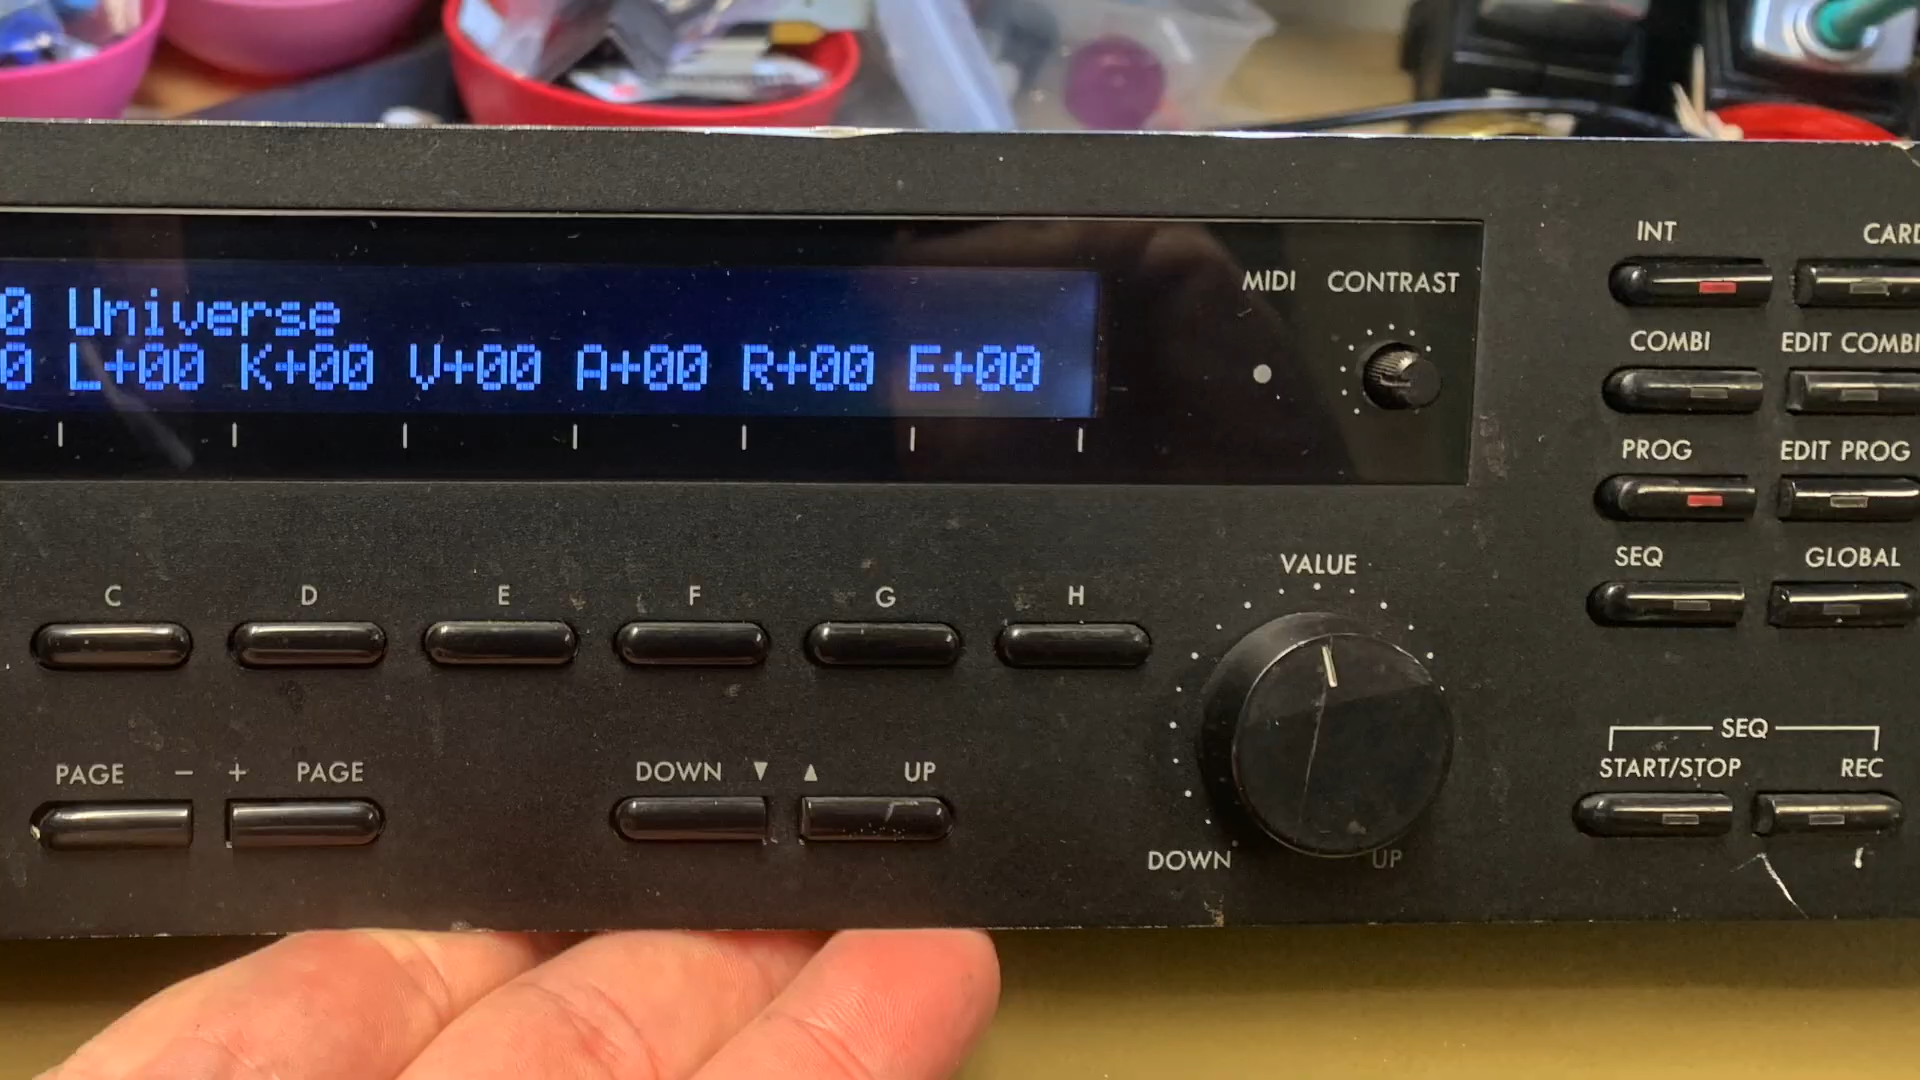 INT CARD
MIDI CONTRAST
0 Universe
0 L+00 K+00 V+00 A+00 R+00 E+00
COMBI EDIT COMBI
PROG EDIT PROG
SEQ GLOBAL
VALUE
C D E F G H
SEQ
PAGE − + PAGE DOWN ▼ ▲ UP
START/STOP REC
DOWN UP